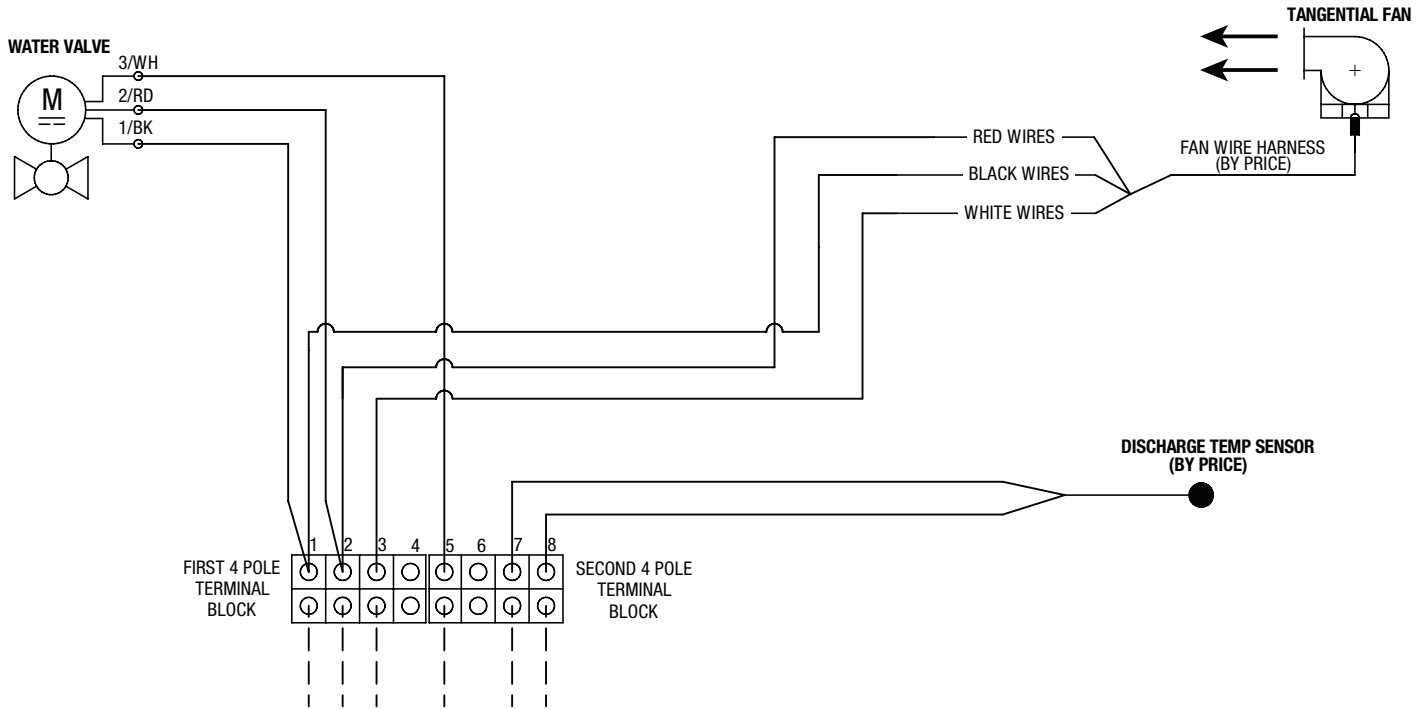 TANGENTIAL FAN
WATER VALVE
3/WH
M
2/RD
1/BK
RED WIRES
FAN WIRE HARNESS
(BY PRICE)
BLACK WIRES
WHITE WIRES
DISCHARGE TEMP SENSOR
(BY PRICE)
1 2 3 4 5 6 7 8
FIRST 4 POLE
TERMINAL
BLOCK
SECOND 4 POLE
TERMINAL
BLOCK